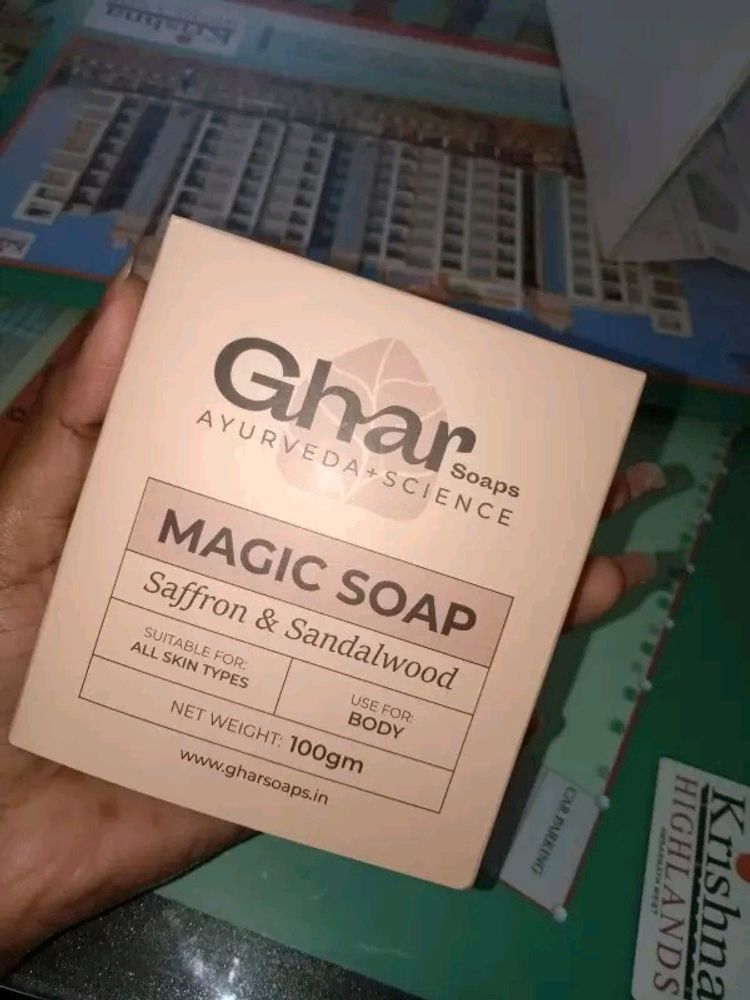 Krishna
Ghar
Soaps
AYURVEDA+SCIENCE
MAGIC SOAP
Saffron & Sandalwood
SUITABLE FOR:
ALL SKIN TYPES
USE FOR:
BODY
NET WEIGHT: 100gm
www.gharsoaps.in
CAR PARKING
Krishna
HIGHLANDS